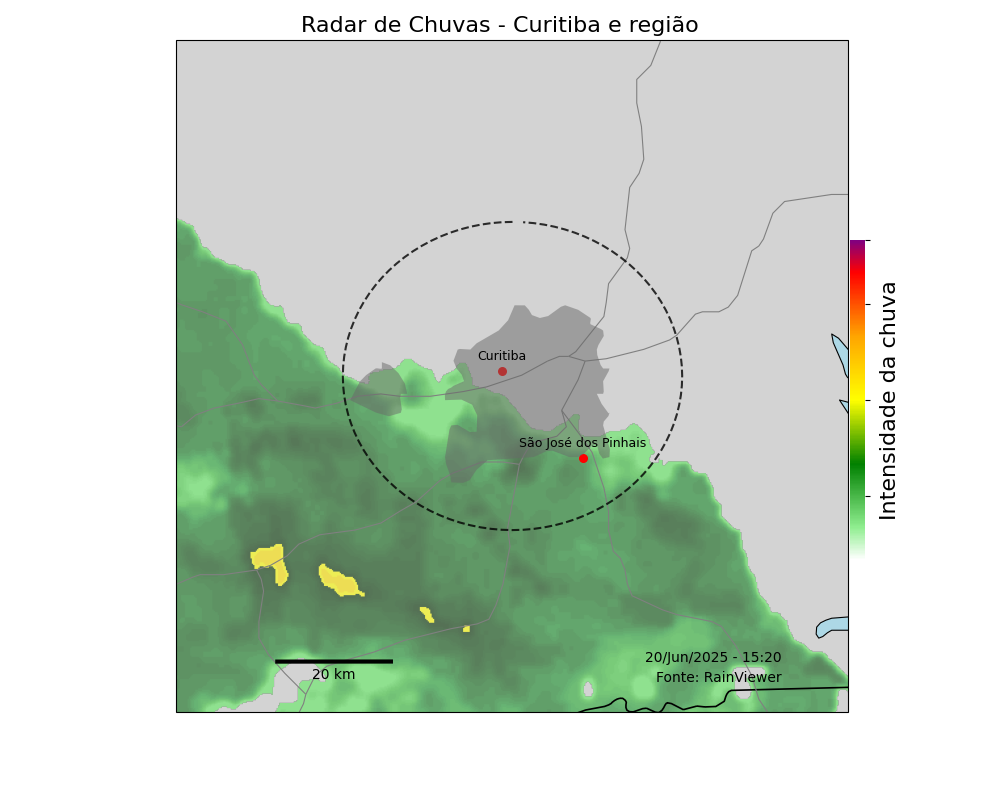 Radar de Chuvas - Curitiba e região
Curitiba
São José dos Pinhais
Intensidade da chuva
20/Jun/2025 - 15:20
Fonte: RainViewer
20 km